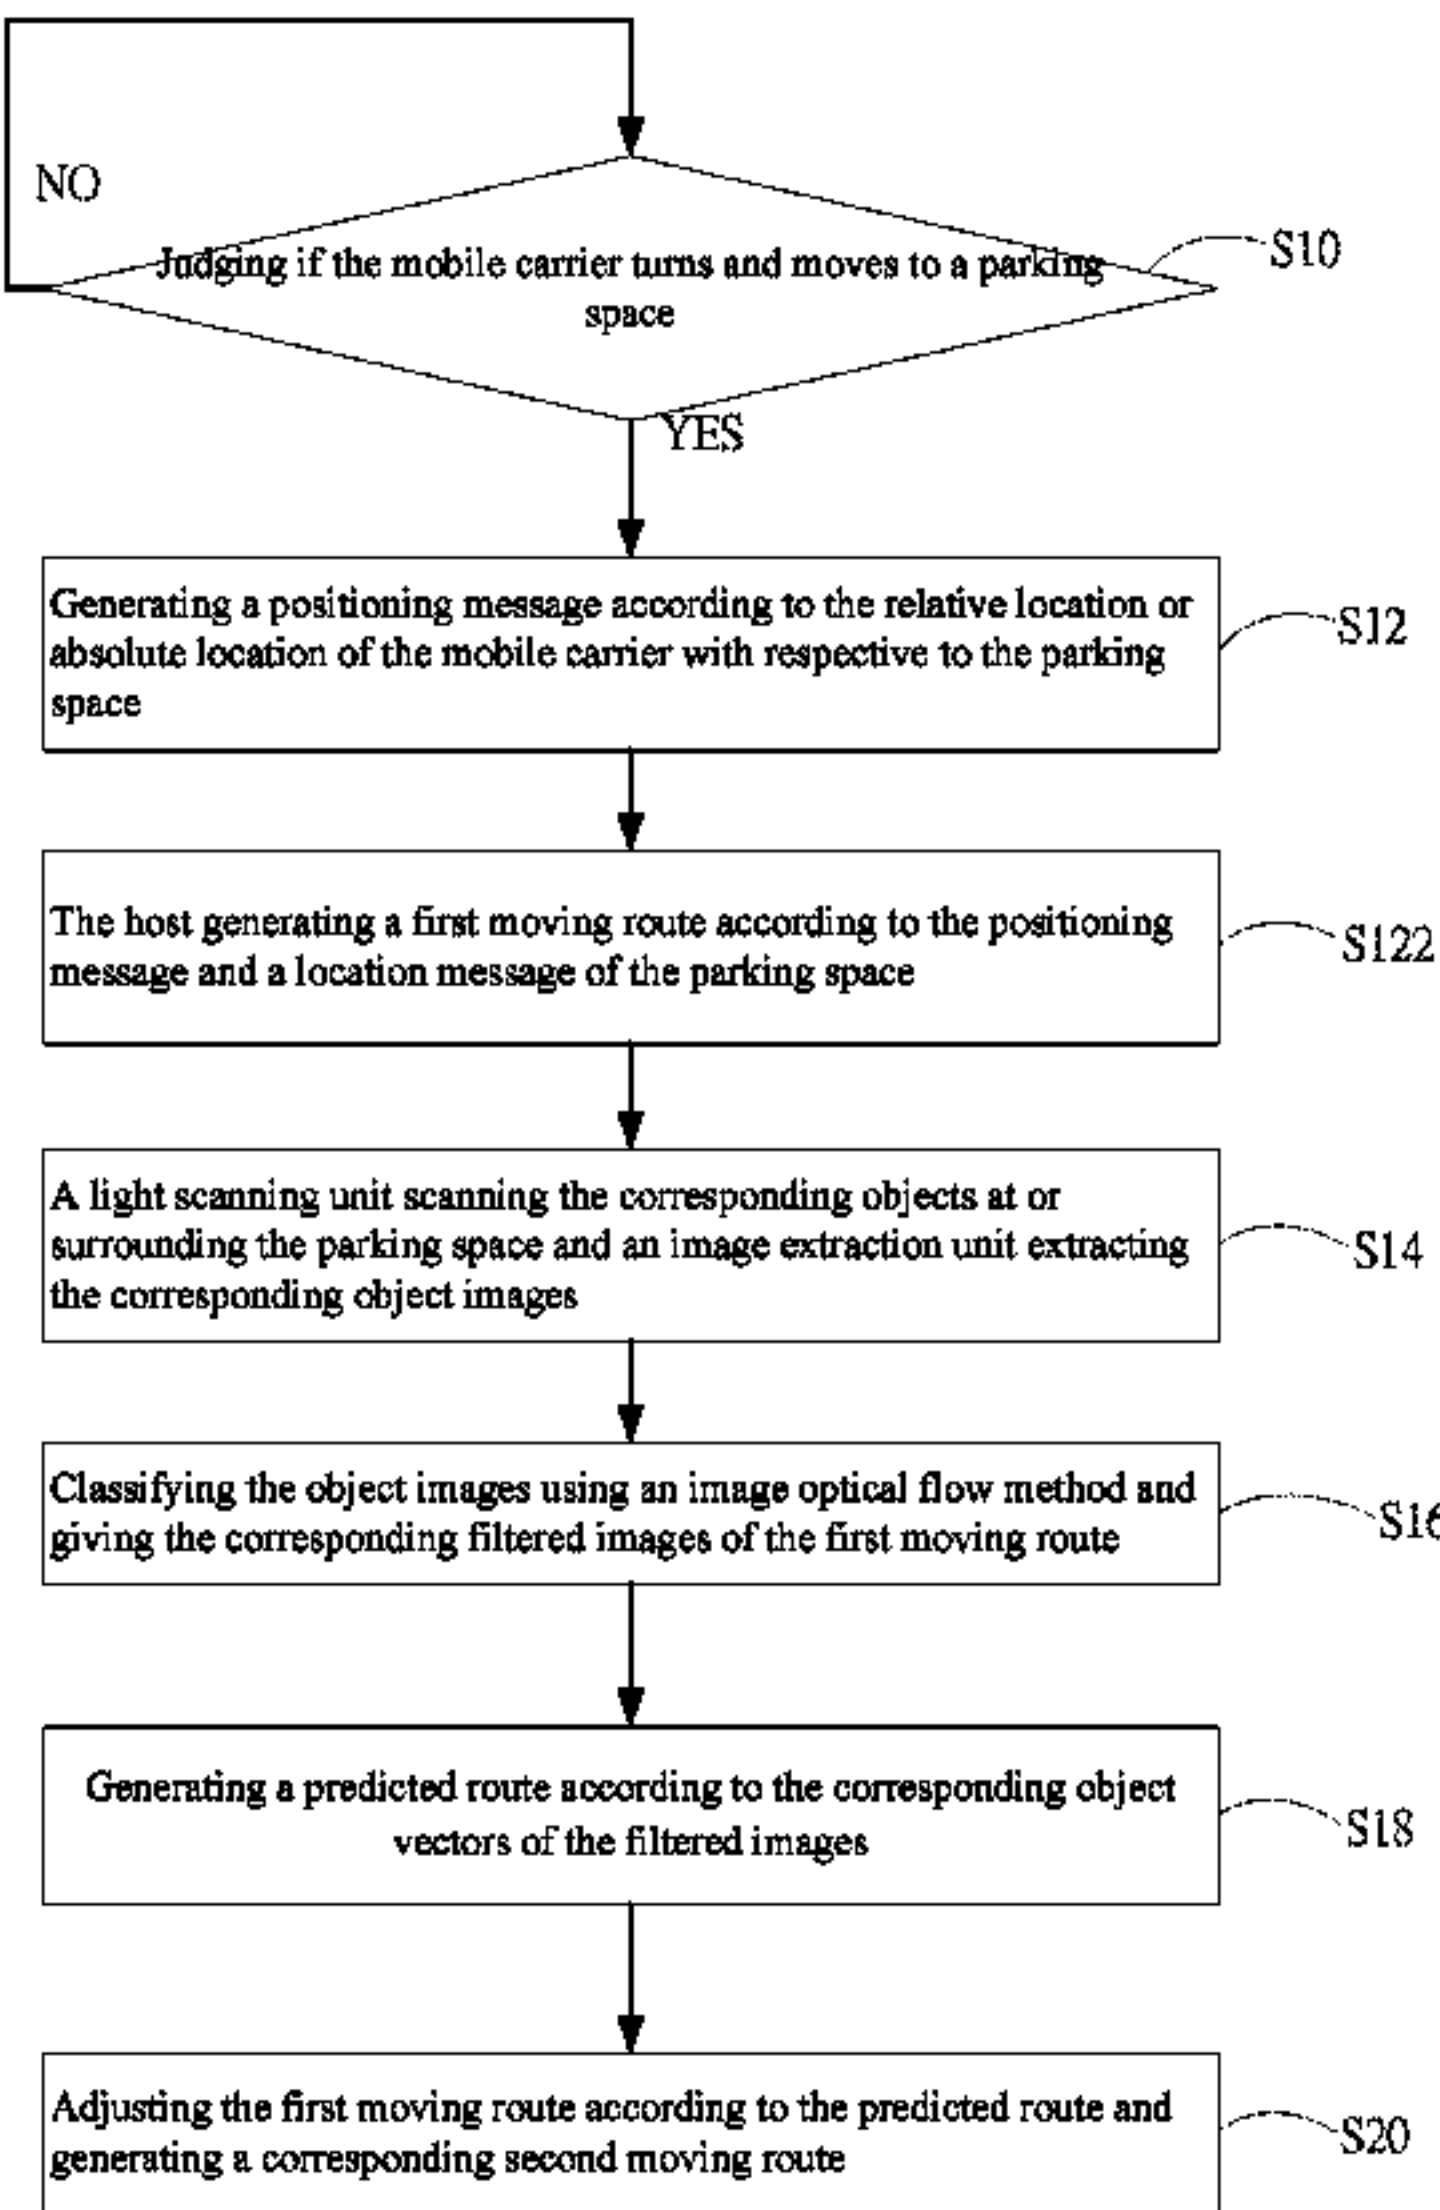 NO
Judging if the mobile carrier turns and moves to a parking
space
S10
YES
Generating a positioning message according to the relative location or
absolute location of the mobile carrier with respective to the parking
space
S12
The host generating a first moving route according to the positioning
message and a location message of the parking space
S122
A light scanning unit scanning the corresponding objects at or
surrounding the parking space and an image extraction unit extracting
the corresponding object images
S14
Classifying the object images using an image optical flow method and
giving the corresponding filtered images of the first moving route
S16
Generating a predicted route according to the corresponding object
vectors of the filtered images
S18
Adjusting the first moving route according to the predicted route and
generating a corresponding second moving route
S20